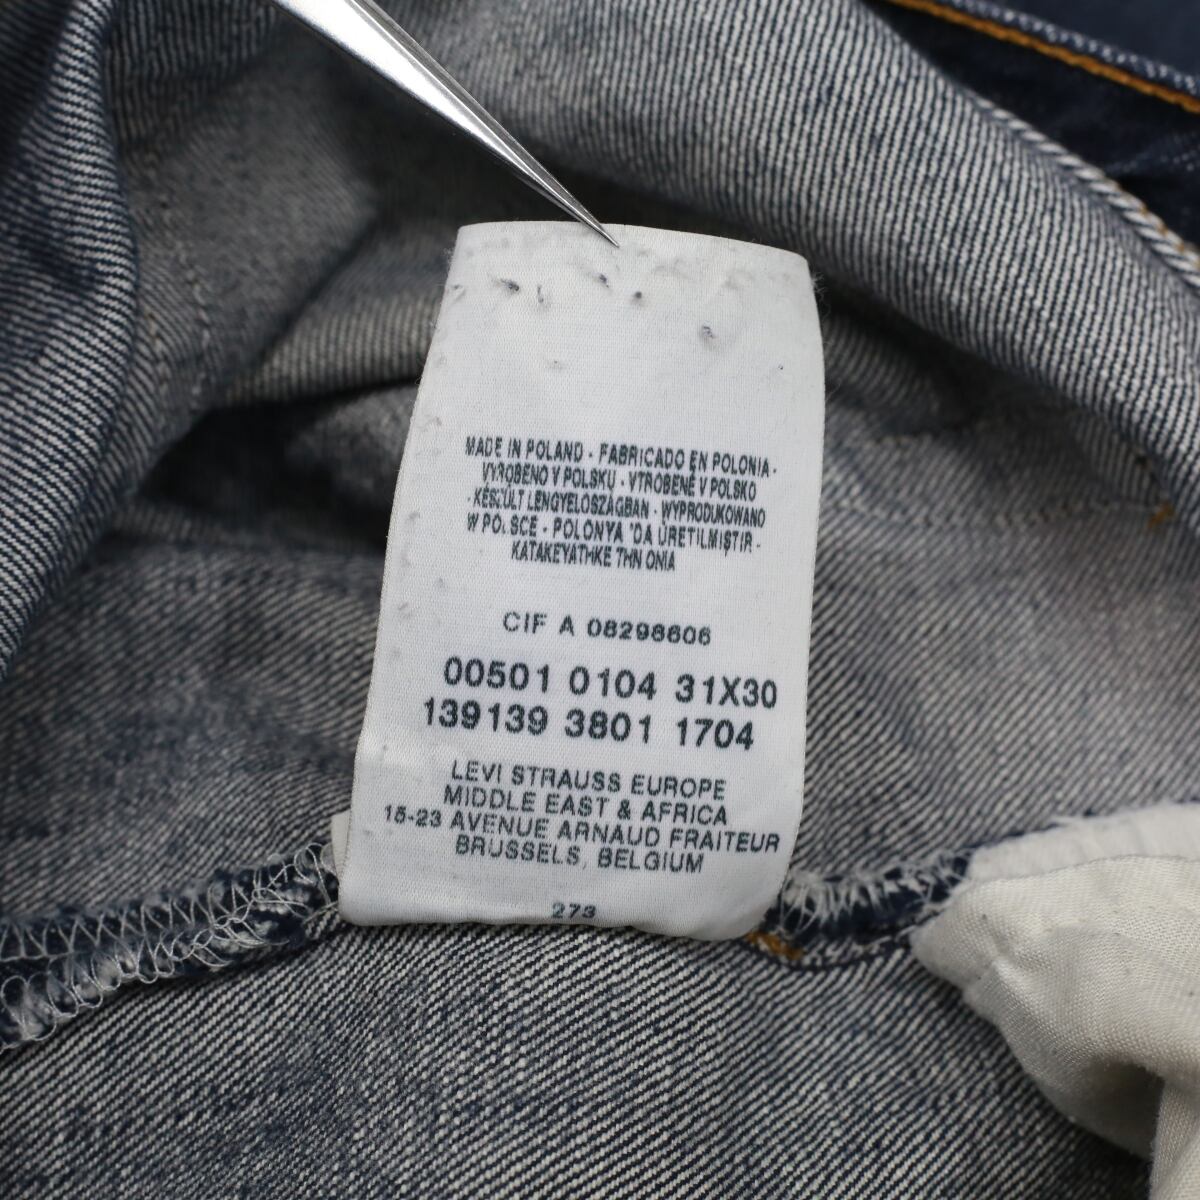 MADE IN POLAND - FABRICADO EN POLONIA -
VYROBENO V POLSKU - VTROBENÉ V POLSKO
- KÉSZÜLT LENGYELOSZAGBAN - WYPRODUKOWANO
W POLSCE - POLONYA 'DA ÜRETILMIŞTIR -
KATAKEYATHKE THN ONIA
CIF A 08298606
00501 0104 31X30
139139 3801 1704
LEVI STRAUSS EUROPE
MIDDLE EAST & AFRICA
15-23 AVENUE ARNAUD FRAITEUR
BRUSSELS, BELGIUM
273